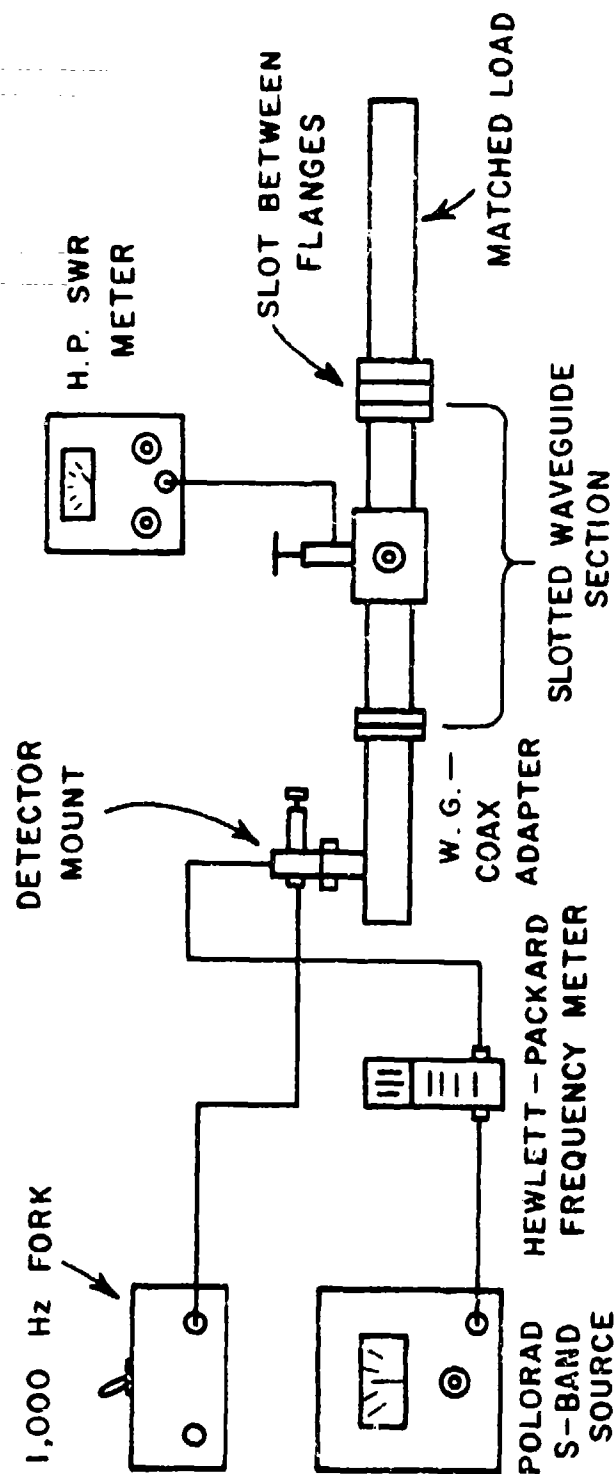 1,000 Hz FORK
POLORAD
S-BAND
SOURCE
HEWLETT-PACKARD
FREQUENCY METER
DETECTOR
MOUNT
W. G.-
COAX
ADAPTER
H.P. SWR
METER
SLOTTED WAVEGUIDE
SECTION
SLOT BETWEEN
FLANGES
MATCHED LOAD